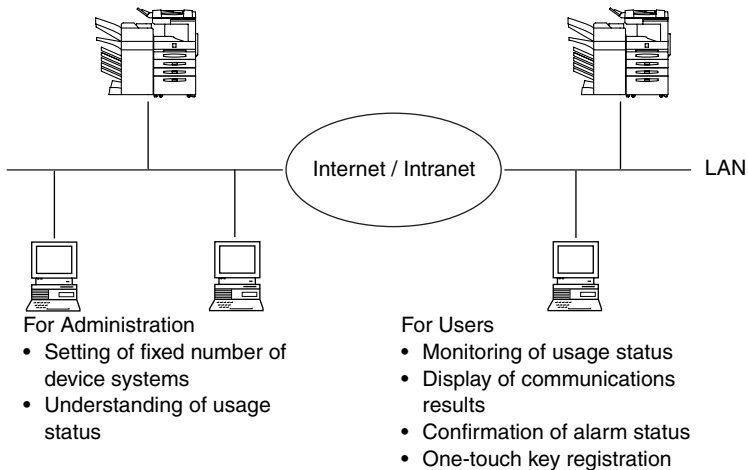 Internet / Intranet
LAN
For Administration
• Setting of fixed number of
device systems
• Understanding of usage
status
For Users
• Monitoring of usage status
• Display of communications
results
• Confirmation of alarm status
• One-touch key registration